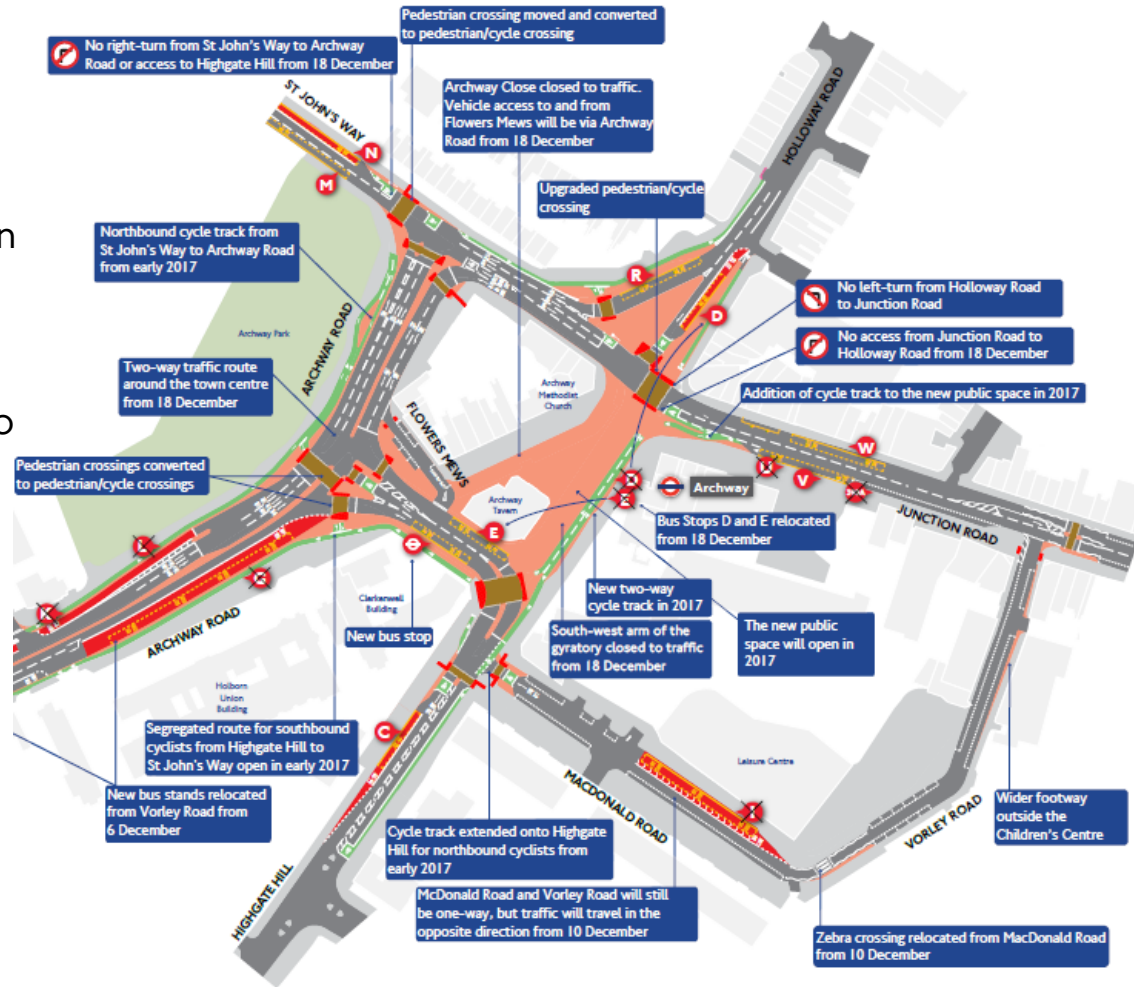 Pedestrian crossing moved and converted
to pedestrian/cycle crossing
No right-turn from St John's Way to Archway
Road or access to Highgate Hill from 18 December
Archway Close closed to traffic.
Vehicle access to and from
Flowers Mews will be via Archway
Road from 18 December
ST JOHN'S WAY
HOLLOWAY ROAD
N
M
Upgraded pedestrian/cycle
crossing
n
Northbound cycle track from
St John's Way to Archway Road
from early 2017
R
No left-turn from Holloway Road
to Junction Road
D
Archway Park
ARCHWAY ROAD
No access from Junction Road to
Holloway Road from 18 December
Two-way traffic route
around the town centre
from 18 December
Archway
Methodist
Church
Addition of cycle track to the new public space in 2017
o
FLOWERS MEWS
W
Pedestrian crossings converted
to pedestrian/cycle crossings
V
Archway
Archway
Tavern
JUNCTION ROAD
E
Bus Stops D and E relocated
from 18 December
Clerkenwell
Building
New two-way
cycle track in 2017
ARCHWAY ROAD
New bus stop
South-west arm of the
gyratory closed to traffic
from 18 December
The new public
space will open in
2017
Holborn
Union
Building
Segregated route for southbound
cyclists from Highgate Hill to
St John's Way open in early 2017
C
Leisure Centre
New bus stands relocated
from Vorley Road from
6 December
MACDONALD ROAD
VORLEY ROAD
Wider footway
outside the
Children's Centre
Cycle track extended onto Highgate
Hill for northbound cyclists from
early 2017
HIGHGATE HILL
McDonald Road and Vorley Road will still
be one-way, but traffic will travel in the
opposite direction from 10 December
Zebra crossing relocated from MacDonald Road
from 10 December